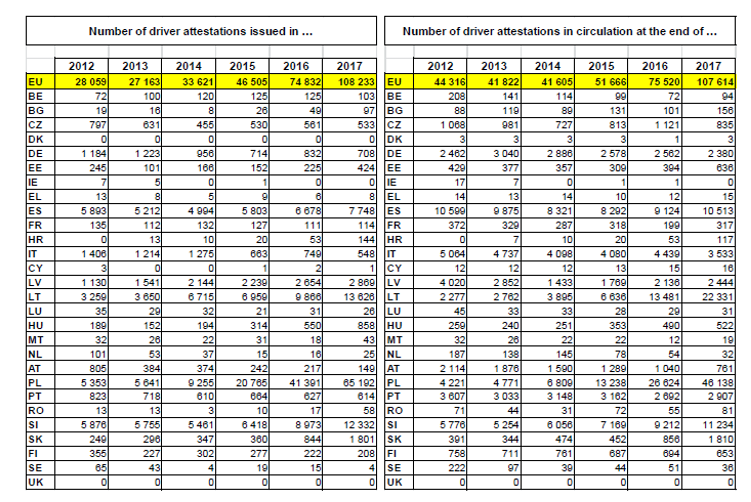 Number of driver attestations issued in ... Number of driver attestations in circulation at the end of ...
2012 2013 2014 2015 2016 2017 2012 2013 2014 2015 2016 2017
EU 28 059 27 163 33 621 46 505 74 832 108 233 EU 44 316 41 822 41 605 51 666 75 520 107 614
BE 72 100 120 125 125 103 BE 208 141 114 99 72 94
BG 19 16 8 26 49 97 BG 88 119 89 131 101 156
CZ 797 631 455 530 561 533 CZ 1 068 981 727 813 1 121 835
DK 0 0 0 0 0 0 DK 3 3 3 3 1 3
DE 1 184 1 223 956 714 832 708 DE 2 462 3 040 2 886 2 578 2 562 2 380
EE 245 101 166 152 225 424 EE 429 377 357 309 394 636
IE 7 5 0 1 0 0 IE 17 7 0 1 1 0
EL 13 8 5 9 6 8 EL 14 13 14 10 12 15
ES 5 893 5 212 4 994 5 803 6 678 7 748 ES 10 599 9 875 8 321 8 292 9 124 10 513
FR 135 112 132 127 111 114 FR 372 329 287 318 199 317
HR 0 13 10 20 53 144 HR 0 7 10 20 53 117
IT 1 406 1 214 1 275 663 749 548 IT 5 064 4 737 4 098 4 080 4 439 3 533
CY 3 0 0 1 2 1 CY 12 12 12 13 15 16
LV 1 130 1 541 2 144 2 239 2 654 2 869 LV 4 020 2 852 1 433 1 769 2 136 2 444
LT 3 259 3 650 6 715 6 959 9 866 13 626 LT 2 277 2 762 3 895 6 636 13 481 22 331
LU 35 29 32 21 31 26 LU 45 33 33 28 29 31
HU 189 152 194 314 550 858 HU 259 240 251 353 490 522
MT 32 26 22 31 18 43 MT 32 26 22 22 12 19
NL 101 53 37 15 16 25 NL 187 138 145 78 54 32
AT 805 384 374 242 217 149 AT 2 114 1 876 1 590 1 289 1 040 761
PL 5 353 5 641 9 255 20 765 41 391 65 192 PL 4 221 4 771 6 809 13 238 26 624 46 138
PT 823 718 610 664 627 614 PT 3 607 3 033 3 148 3 162 2 692 2 907
RO 13 13 3 10 17 58 RO 71 44 31 72 55 81
SI 5 876 5 755 5 461 6 418 8 973 12 332 SI 5 776 5 254 6 056 7 169 9 212 11 234
SK 249 296 347 360 844 1 801 SK 391 344 474 452 856 1 810
FI 355 227 302 277 222 208 FI 758 711 761 687 694 653
SE 65 43 4 19 15 4 SE 222 97 39 44 51 36
UK 0 0 0 0 0 0 UK 0 0 0 0 0 0